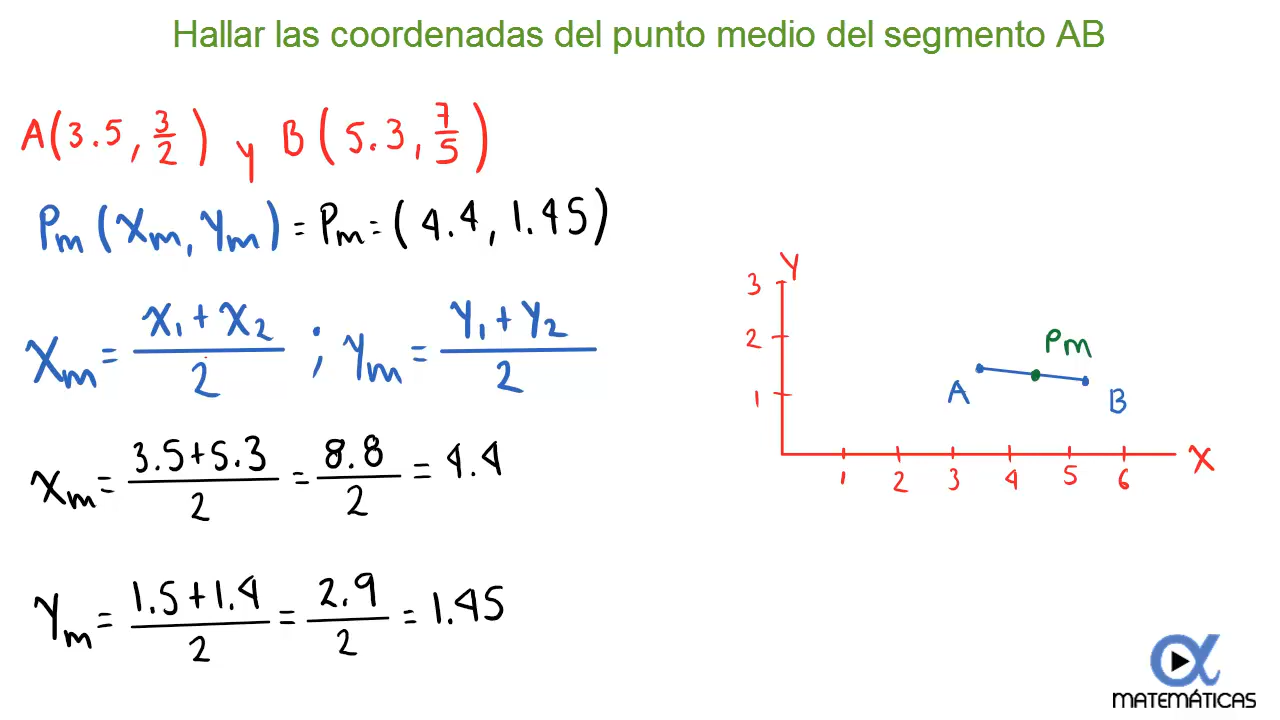 Hallar las coordenadas del punto medio del segmento AB
A(3.5, 3/2) y B(5.3, 7/5)
Pm (Xm, Ym) = Pm = (4.4, 1.45)
Xm = X₁ + X₂ / 2 ; Ym = Y₁ + Y₂ / 2
Xm = 3.5 + 5.3 / 2 = 8.8 / 2 = 4.4
Ym = 1.5 + 1.4 / 2 = 2.9 / 2 = 1.45
Y
3
2
1
Pm
A
B
X
1 2 3 4 5 6
MATEMÁTICAS